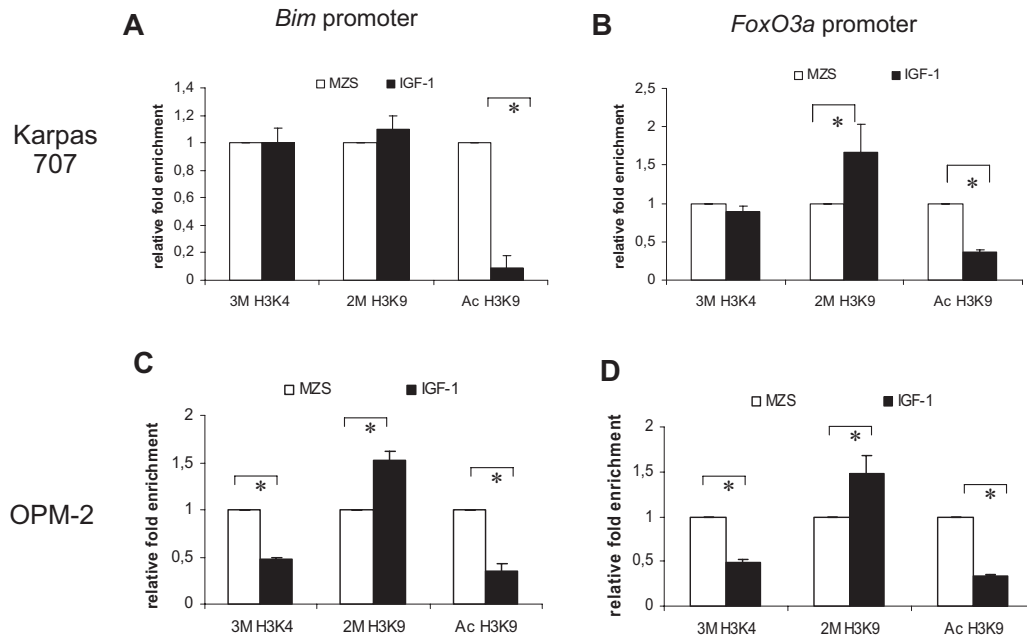 A
Bim promoter
B
FoxO3a promoter
Karpas
707
MZS IGF-1
relative fold enrichment
1,4
1,2
1
0,8
0,6
0,4
0,2
0
*
3M H3K4 2M H3K9 Ac H3K9
MZS IGF-1
relative fold enrichment
2,5
2
1,5
1
0,5
0
*
*
3M H3K4 2M H3K9 Ac H3K9
OPM-2
C
MZS IGF-1
relative fold enrichment
2
1,5
1
0,5
0
*
*
*
3M H3K4 2M H3K9 Ac H3K9
D
MZS IGF-1
relative fold enrichment
2
1,5
1
0,5
0
*
*
*
3M H3K4 2M H3K9 Ac H3K9